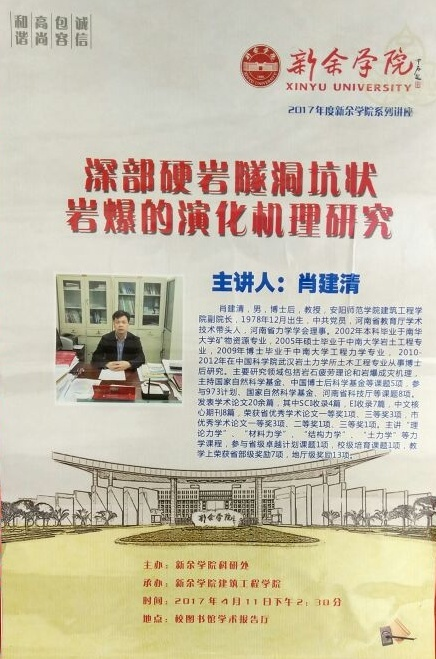 诚信
包容
高尚
和谐
新余学院
XINYU UNIVERSITY
2017年度新余学院系列讲座
深部硬岩隧洞坑状
岩爆的演化机理研究
主讲人：肖建清
肖建清，男，博士后，教授，安阳师范学院建筑工程学
院副院长，1978年12月出生，中共党员，河南省教育厅学术
技术带头人，河南省力学学会理事。2002年本科毕业于南华
大学矿物资源专业，2005年硕士毕业于中南大学岩土工程专
业，2009年博士毕业于中南大学工程力学专业，2010-
2012年在中国科学院武汉岩土力学所土木工程专业从事博士
后研究。主要研究领域包括岩石疲劳理论和岩爆成灾机理，
主持国家自然科学基金、中国博士后科学基金等课题5项，参
与973计划、国家自然科学基金、河南省科技厅等课题8项。
发表学术论文20余篇，其中SCI收录4篇，EI收录7篇，中文核
心期刊8篇，荣获省优秀学术论文一等奖1项、三等奖3项，市
优秀学术论文一等奖3项、二等奖1项、三等奖1项。主讲“理
论力学”、“材料力学”、“结构力学”、“土力学”等力
学课程，参与省级卓越计划课题1项，校级培育课题1项，教
学上荣获省部级奖励7项，地厅级奖励13项。
新余学院
主办：新余学院科研处
承办：新余学院建筑工程学院
时间：2017年4月11日下午2：30分
地点：校图书馆学术报告厅